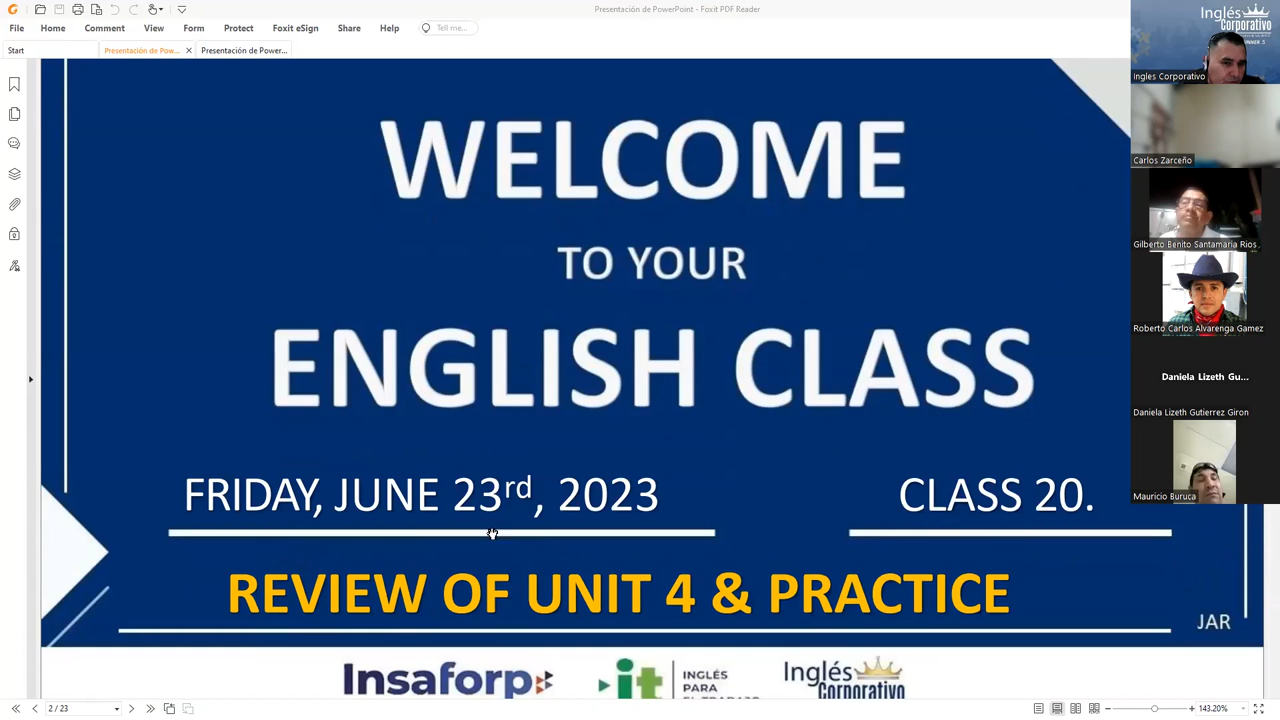 Presentación de PowerPoint - Foxit PDF Reader
File Home Comment View Form Protect Foxit eSign Share Help Tell me...
Start Presentación de Pow... Presentación de Power...
WELCOME
TO YOUR
ENGLISH CLASS
FRIDAY, JUNE 23rd, 2023
CLASS 20.
REVIEW OF UNIT 4 & PRACTICE
JAR
Insaforp
it
INGLÉS
PARA
EL TRABAJO
Inglés
Corporativo
2 / 23
143.20%
Inglés
Corporativo
Ingles Corporativo
Carlos Zarceño
Gilberto Benito Santamaria Rios
Roberto Carlos Alvarenga Gamez
Daniela Lizeth Gu...
Daniela Lizeth Gutierrez Giron
Mauricio Buruca